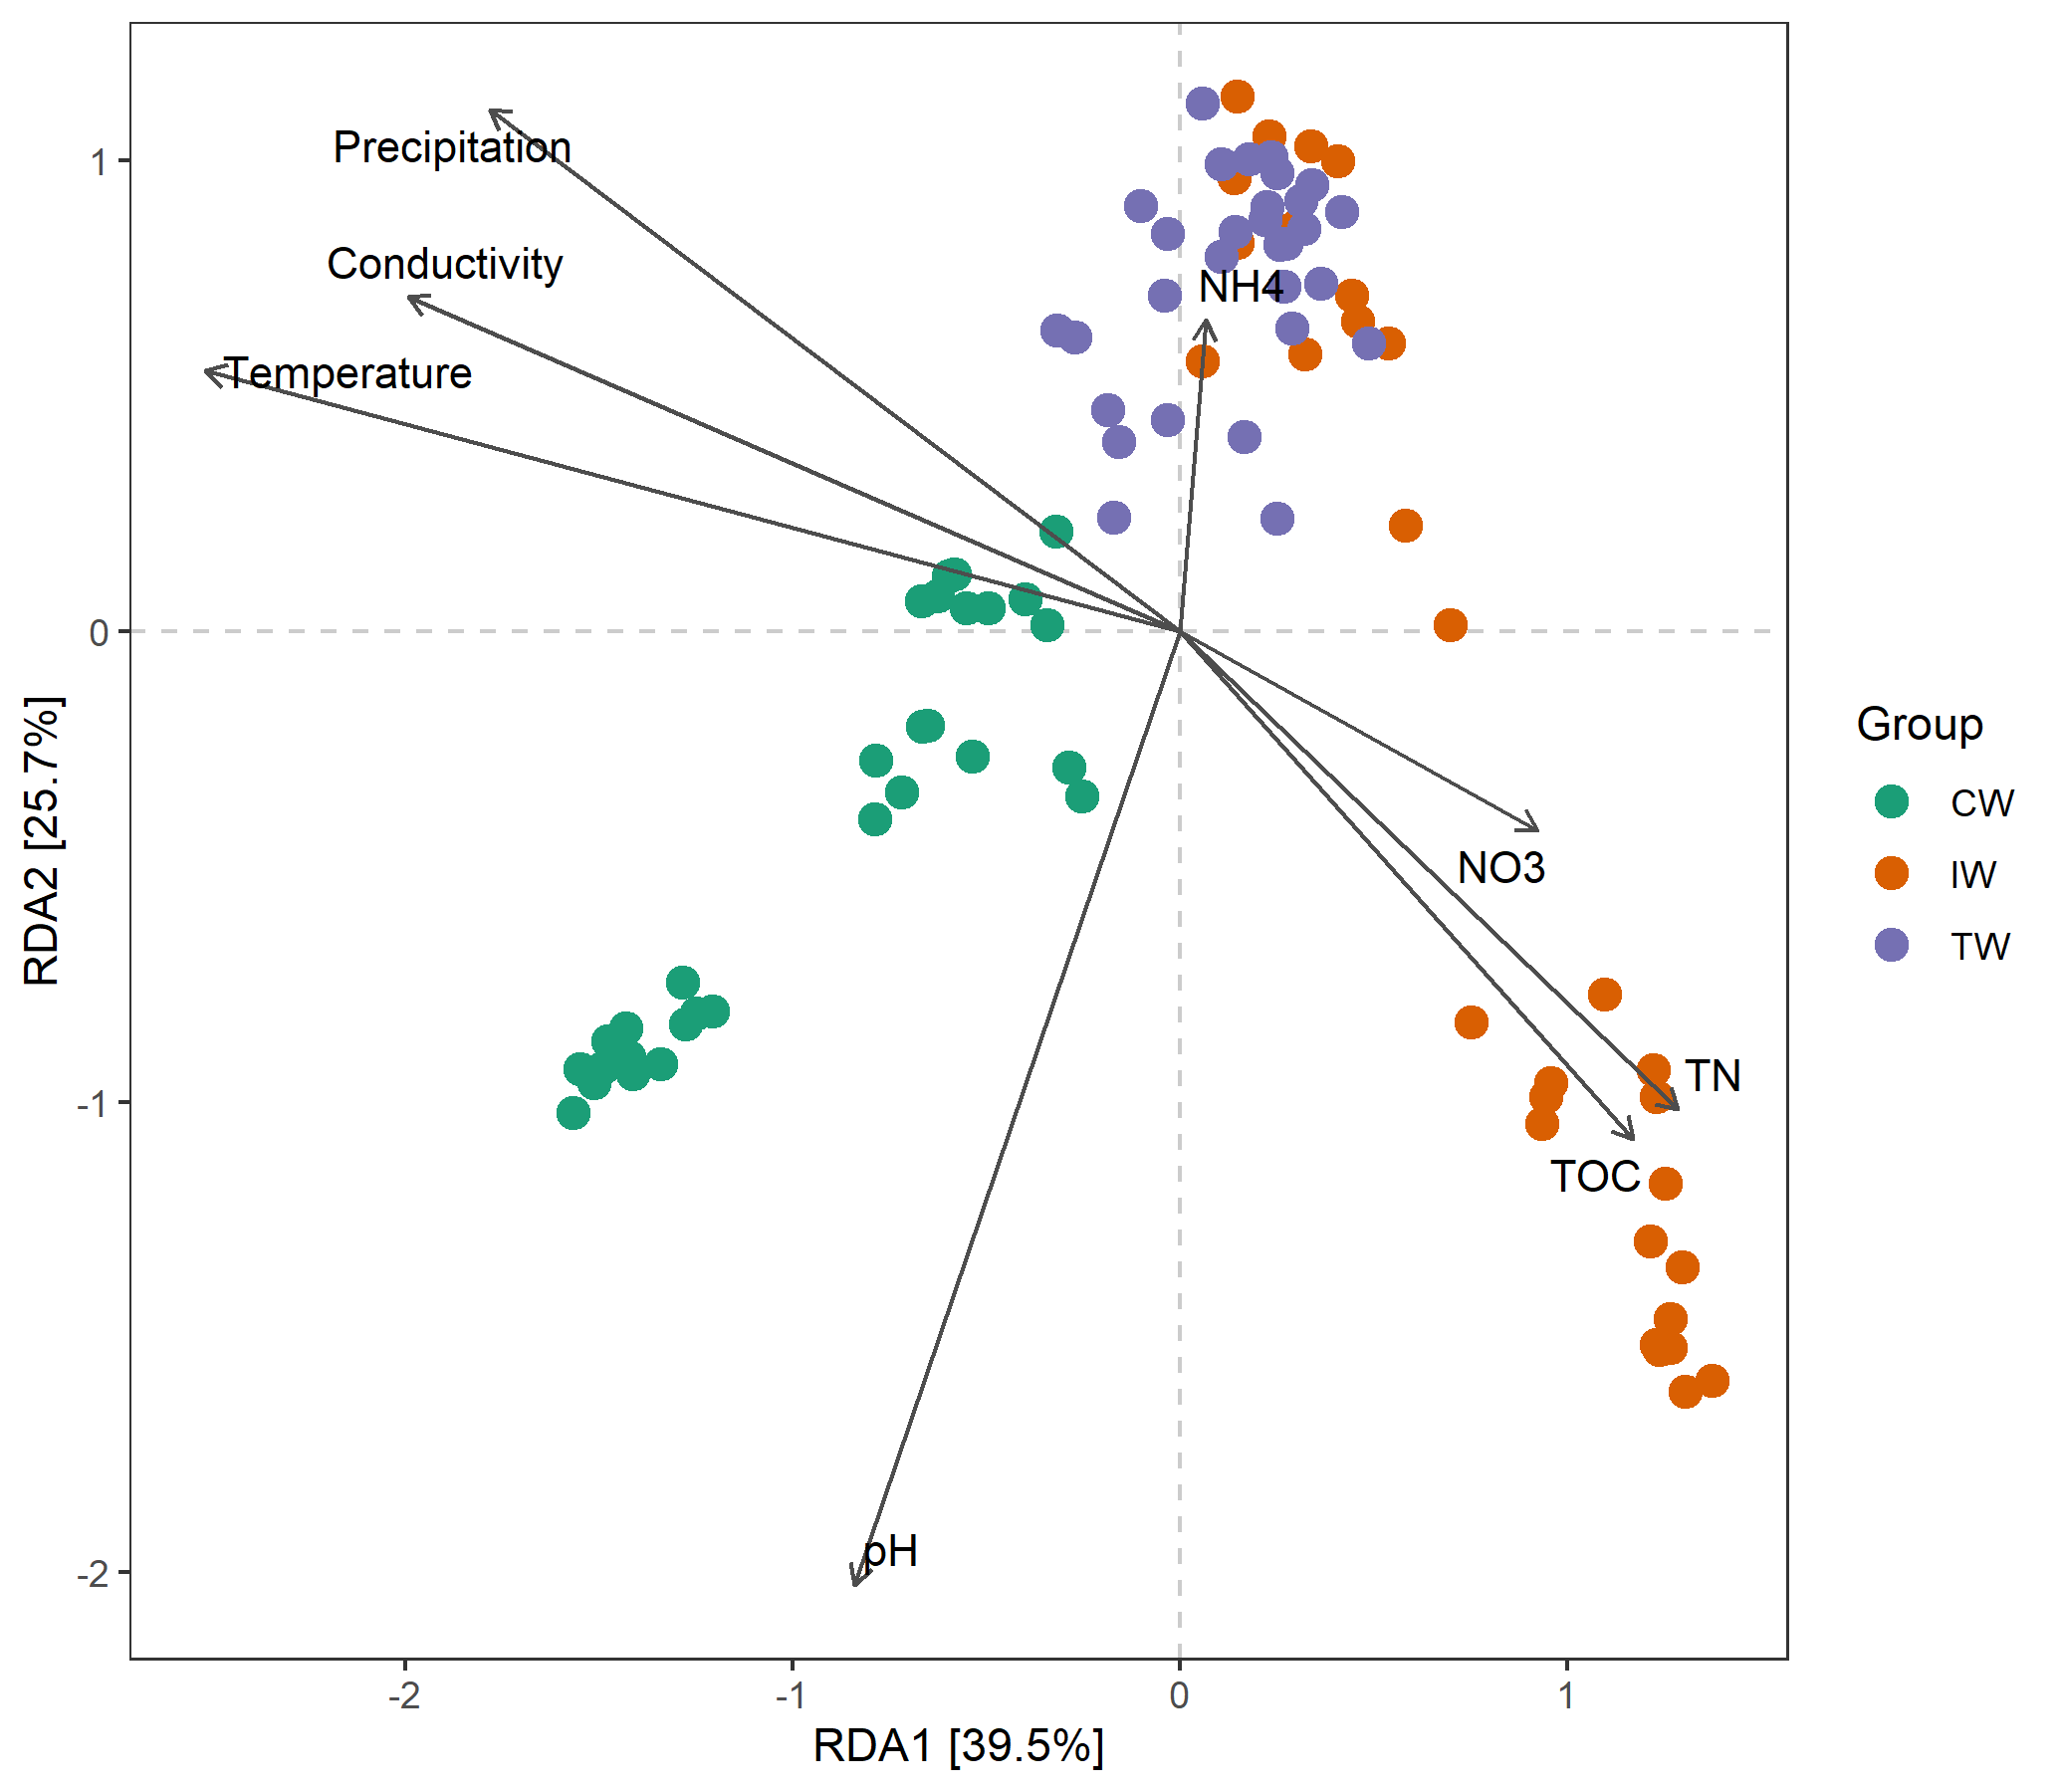 Precipitation
Conductivity
Temperature
NH4
NO3
TN
TOC
pH
1
0
-1
-2
-2
-1
0
1
RDA1 [39.5%]
RDA2 [25.7%]
Group
CW
IW
TW